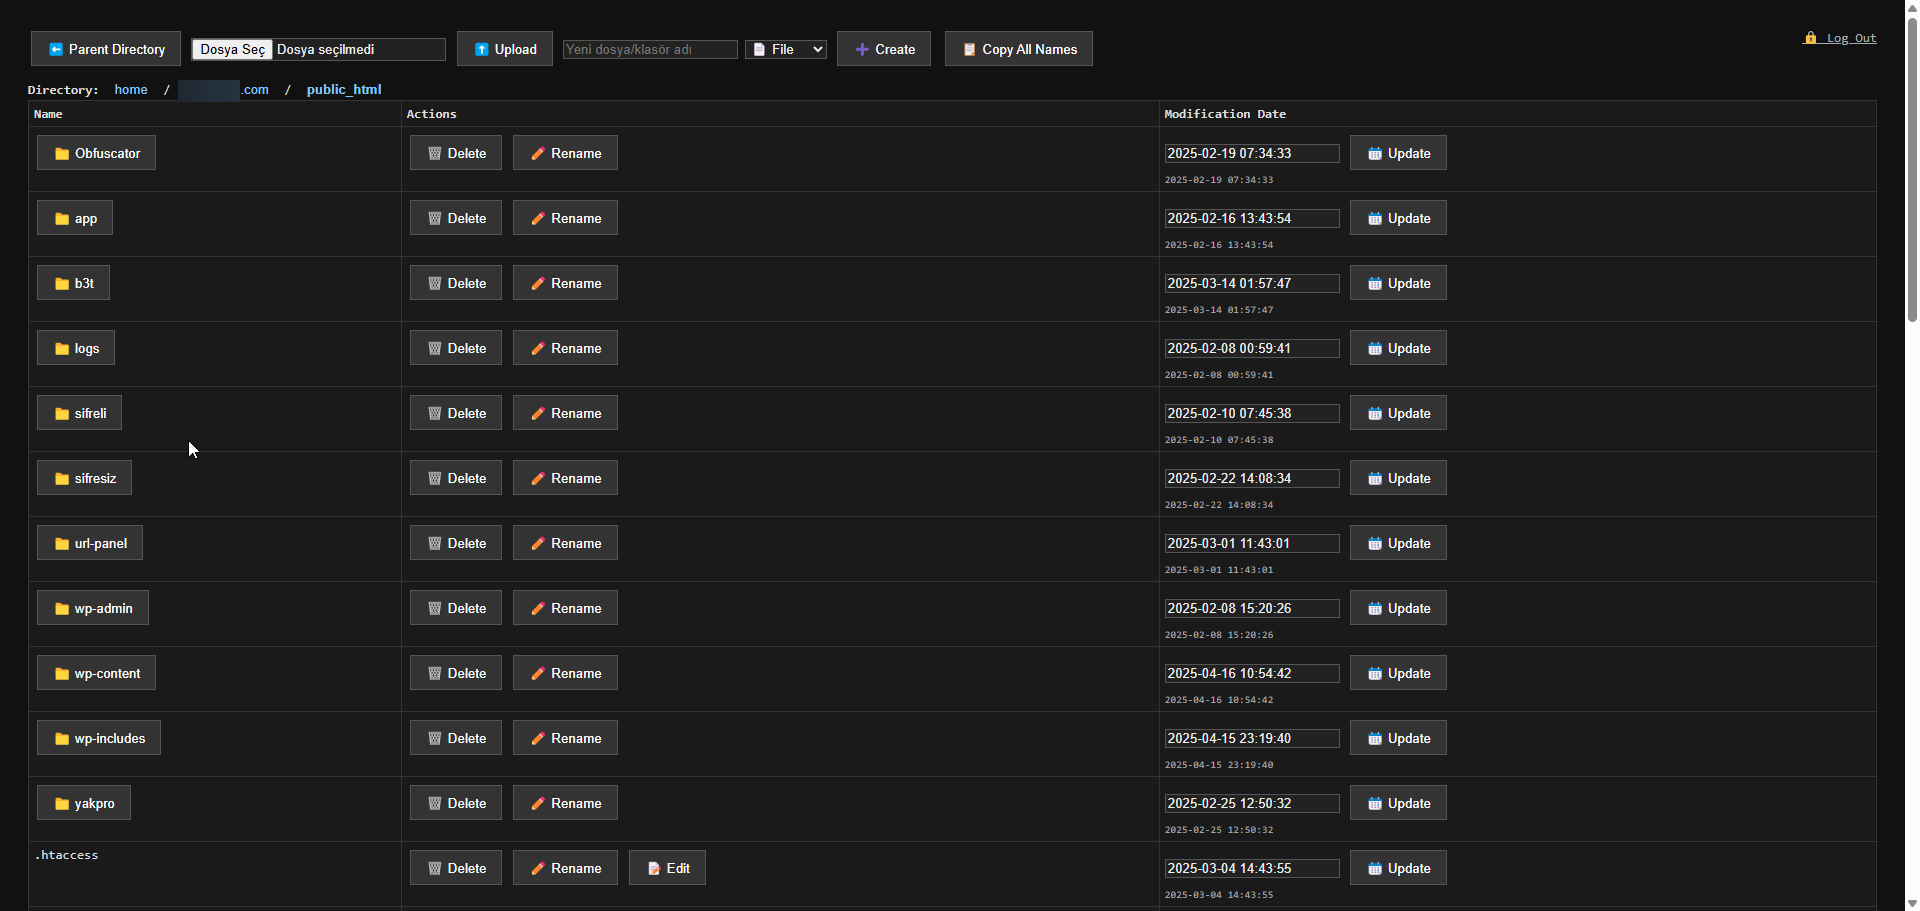 Parent Directory Dosya Seç Dosya seçilmedi Upload Yeni dosya/klasör adı File Create Copy All Names Log Out
Directory: home / .com / public_html
Name Actions Modification Date
Obfuscator Delete Rename 2025-02-19 07:34:33 Update
2025-02-19 07:34:33
app Delete Rename 2025-02-16 13:43:54 Update
2025-02-16 13:43:54
b3t Delete Rename 2025-03-14 01:57:47 Update
2025-03-14 01:57:47
logs Delete Rename 2025-02-08 00:59:41 Update
2025-02-08 00:59:41
sifreli Delete Rename 2025-02-10 07:45:38 Update
2025-02-10 07:45:38
sifresiz Delete Rename 2025-02-22 14:08:34 Update
2025-02-22 14:08:34
url-panel Delete Rename 2025-03-01 11:43:01 Update
2025-03-01 11:43:01
wp-admin Delete Rename 2025-02-08 15:20:26 Update
2025-02-08 15:20:26
wp-content Delete Rename 2025-04-16 10:54:42 Update
2025-04-16 10:54:42
wp-includes Delete Rename 2025-04-15 23:19:40 Update
2025-04-15 23:19:40
yakpro Delete Rename 2025-02-25 12:50:32 Update
2025-02-25 12:50:32
.htaccess Delete Rename Edit 2025-03-04 14:43:55 Update
2025-03-04 14:43:55